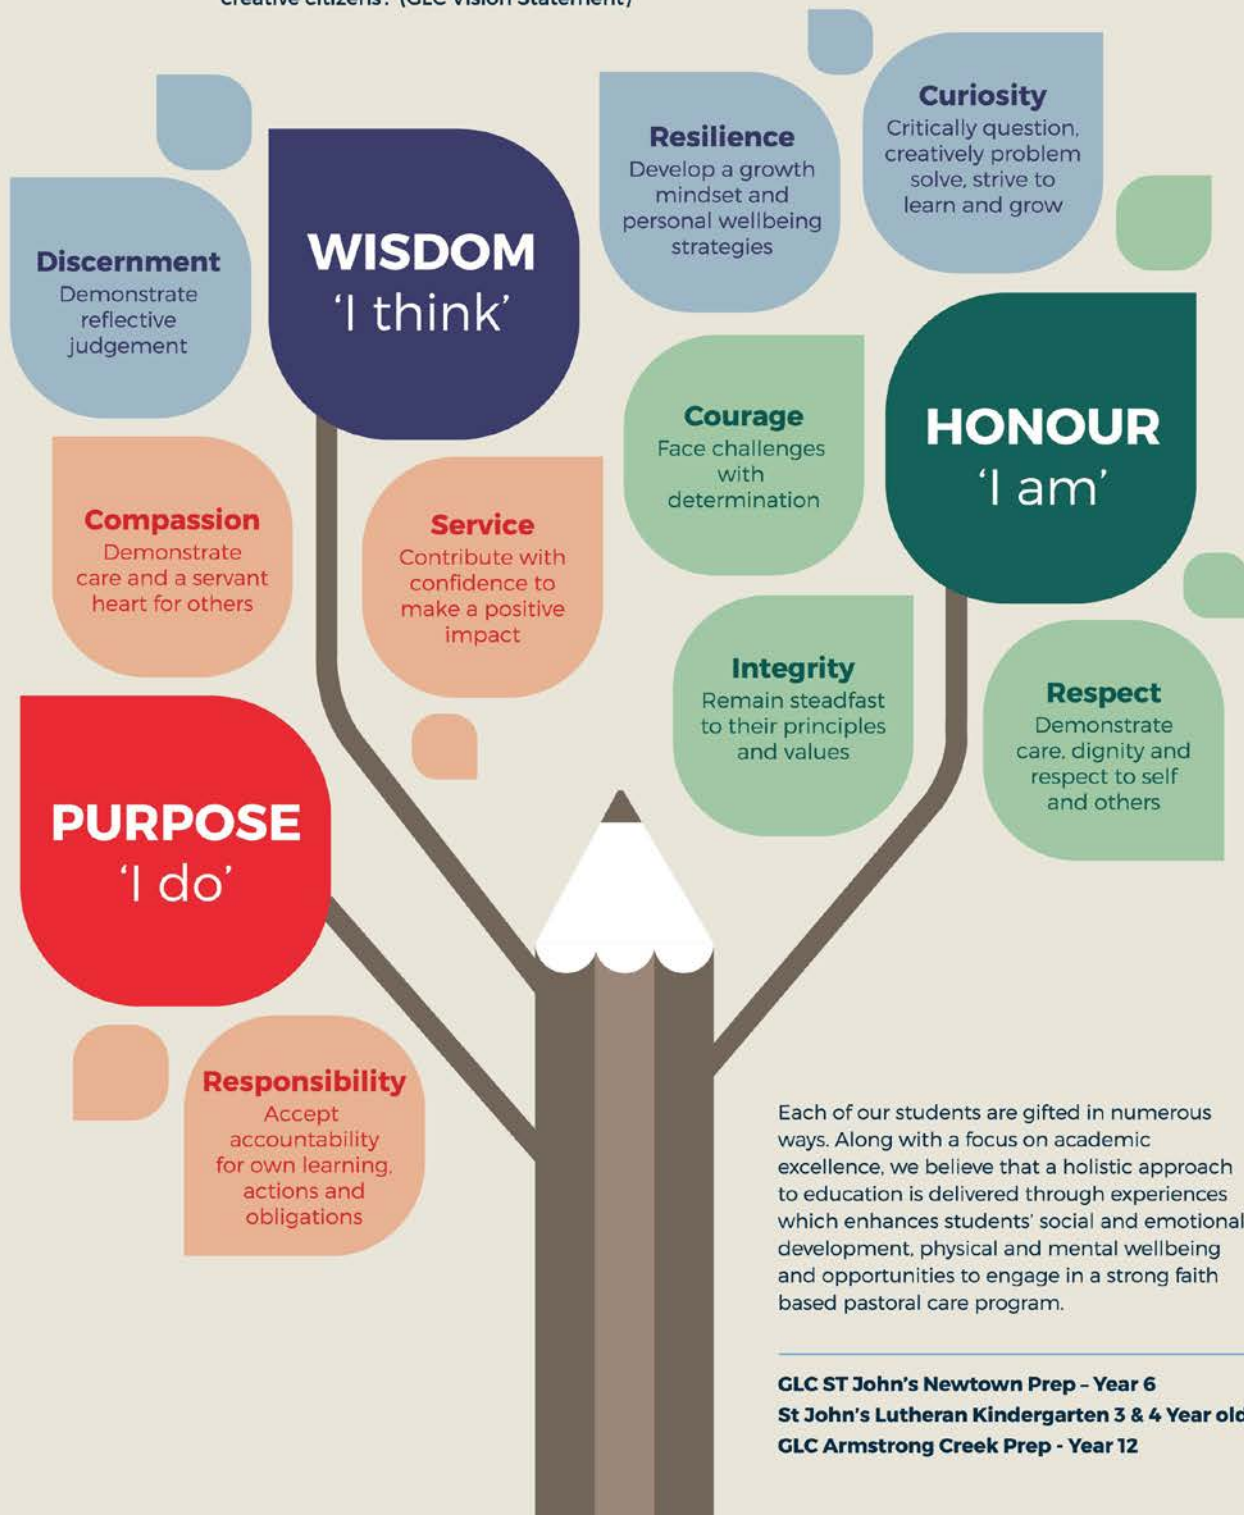 creative citizens.' (GLC Vision Statement)
Curiosity
Critically question,
creatively problem
solve, strive to
learn and grow
Resilience
Develop a growth
mindset and
personal wellbeing
strategies
WISDOM
'I think'
Discernment
Demonstrate
reflective
judgement
HONOUR
'I am'
Courage
Face challenges
with
determination
Compassion
Demonstrate
care and a servant
heart for others
Service
Contribute with
confidence to
make a positive
impact
Integrity
Remain steadfast
to their principles
and values
Respect
Demonstrate
care, dignity and
respect to self
and others
PURPOSE
'I do'
Responsibility
Accept
accountability
for own learning,
actions and
obligations
Each of our students are gifted in numerous
ways. Along with a focus on academic
excellence, we believe that a holistic approach
to education is delivered through experiences
which enhances students' social and emotional
development, physical and mental wellbeing
and opportunities to engage in a strong faith
based pastoral care program.
GLC ST John's Newtown Prep – Year 6
St John's Lutheran Kindergarten 3 & 4 Year old
GLC Armstrong Creek Prep - Year 12